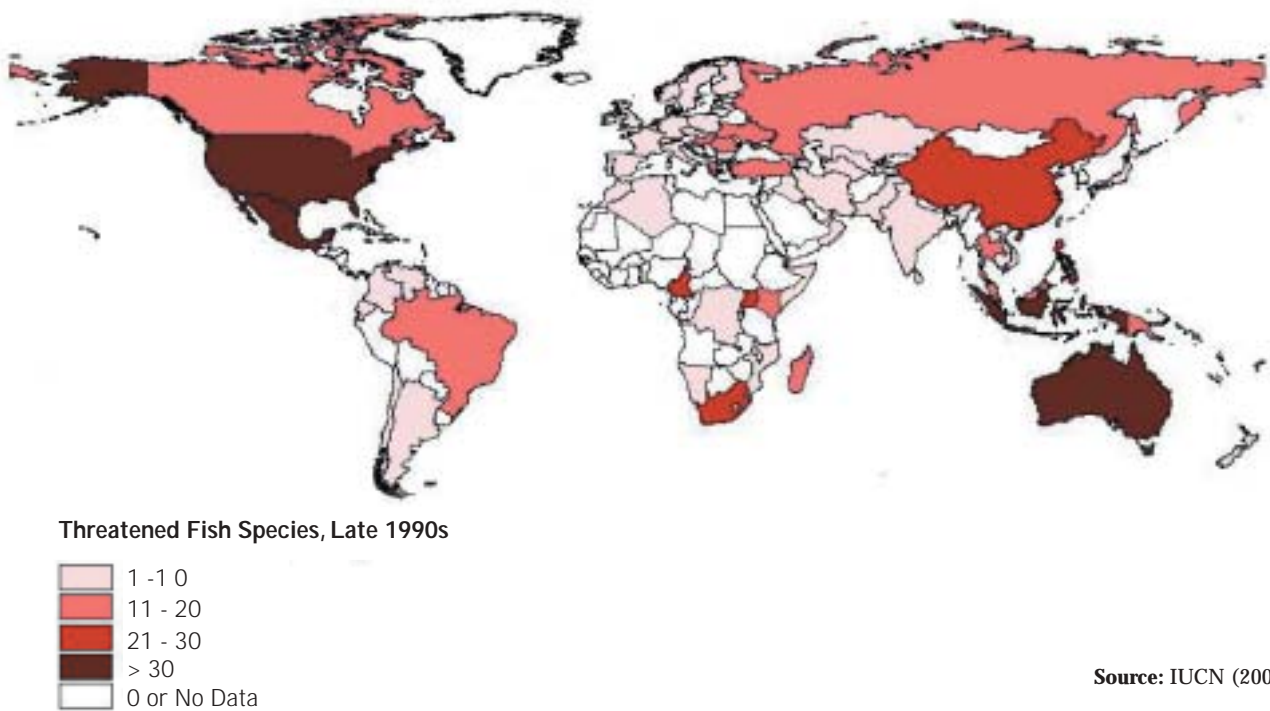 Threatened Fish Species, Late 1990s
1 -1 0
11 - 20
21 - 30
> 30
0 or No Data
Source: IUCN (200